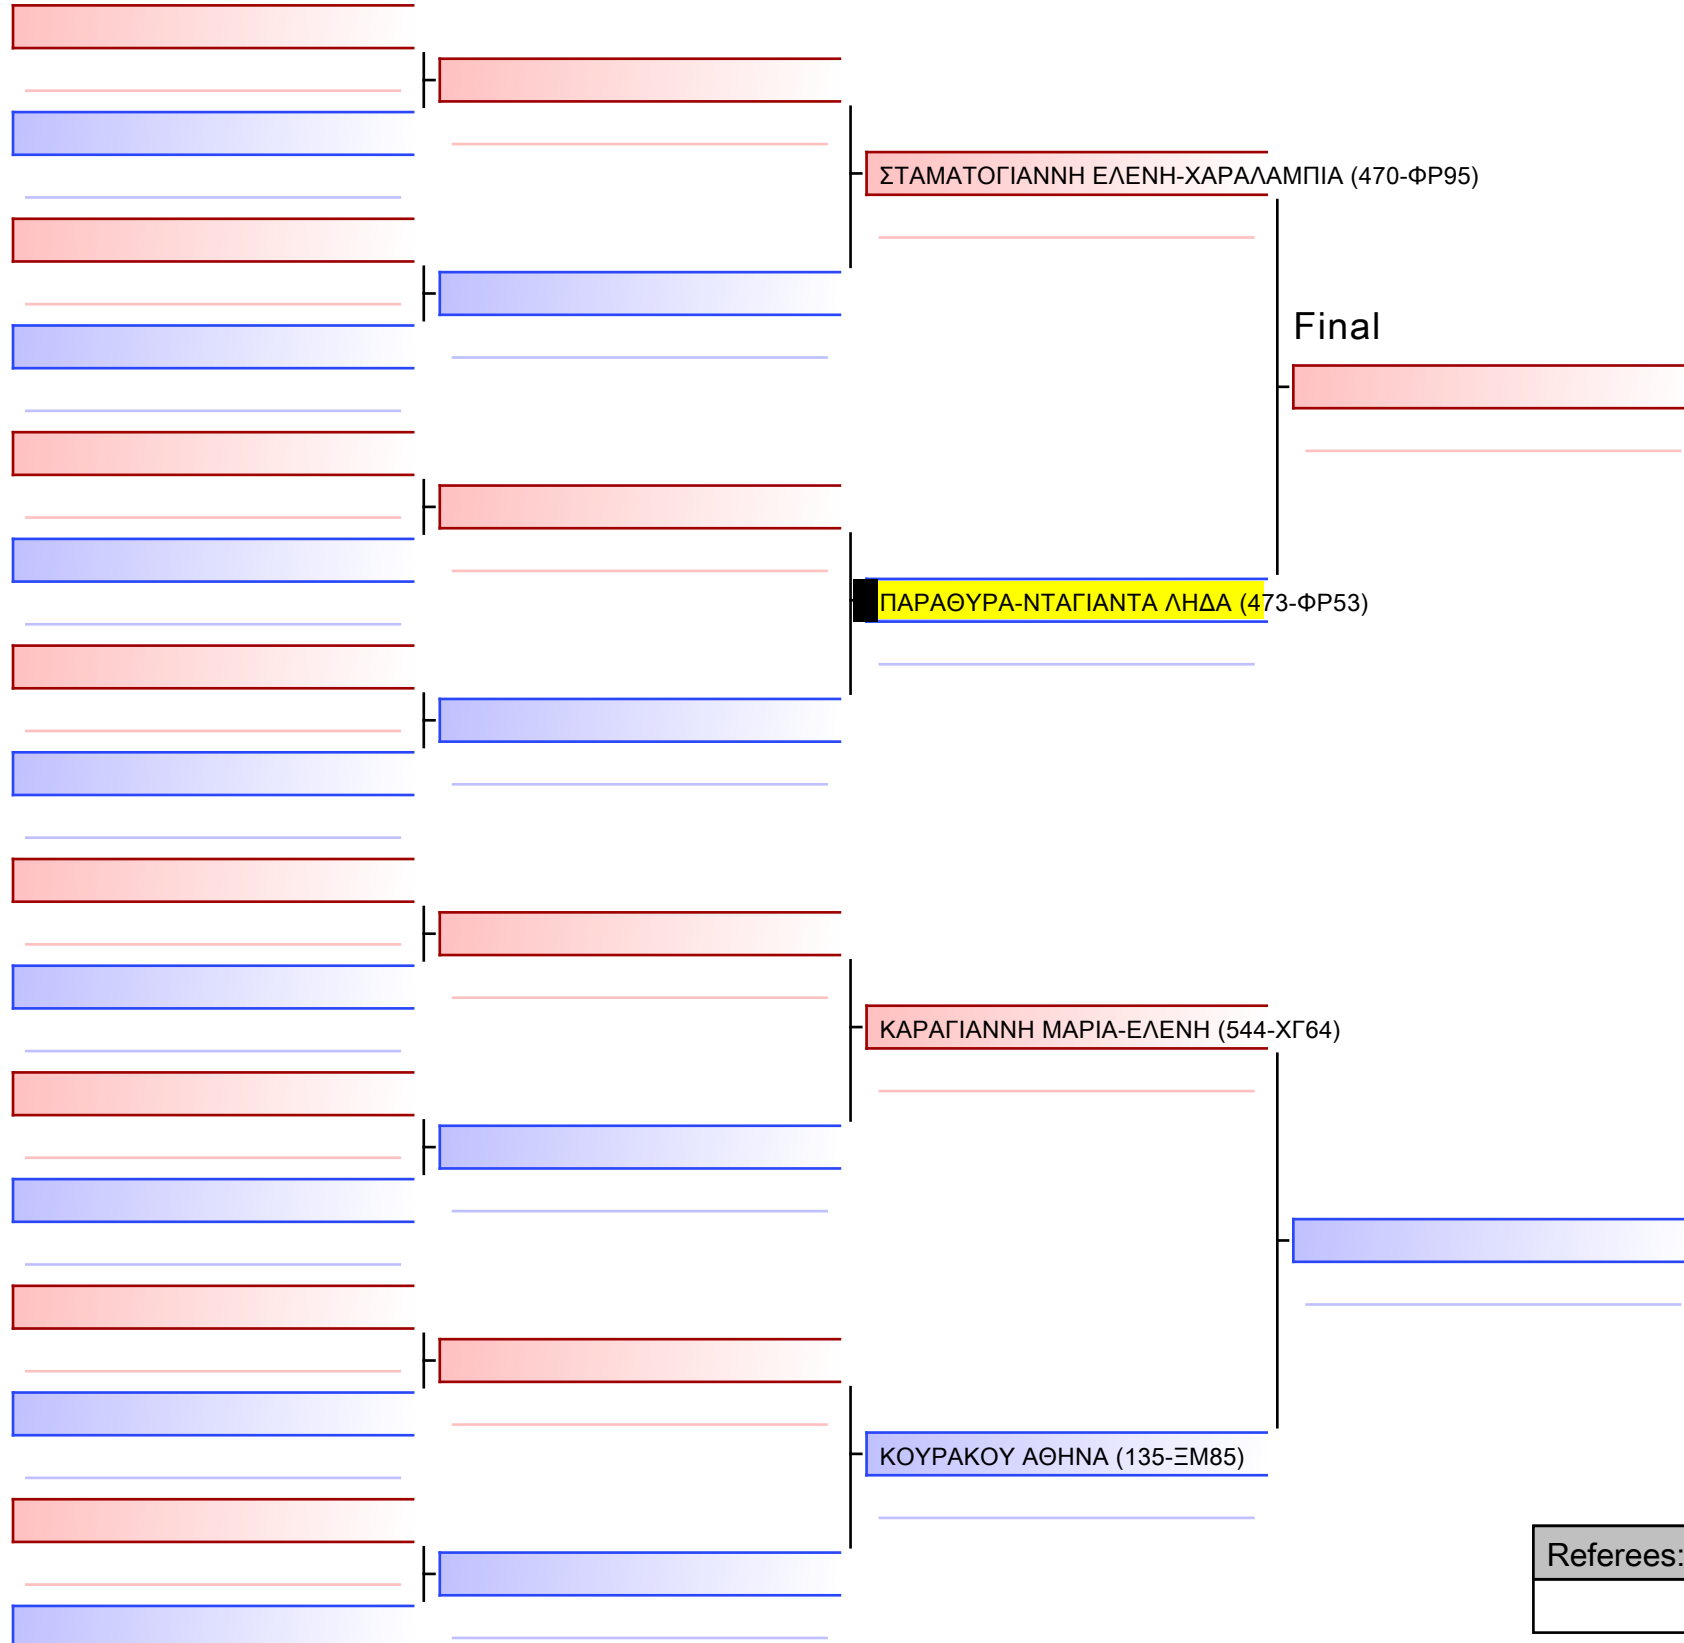 ΣΤΑΜΑΤΟΓΙΑΝΝΗ ΕΛΕΝΗ-ΧΑΡΑΛΑΜΠΙΑ (470-ΦΡ95)
Final
ΠΑΡΑΘΥΡΑ-ΝΤΑΓΙΑΝΤΑ ΛΗΔΑ (473-ΦΡ53)
ΚΑΡΑΓΙΑΝΝΗ ΜΑΡΙΑ-ΕΛΕΝΗ (544-ΧΓ64)
ΚΟΥΡΑΚΟΥ ΑΘΗΝΑ (135-ΞΜ85)
Referees: